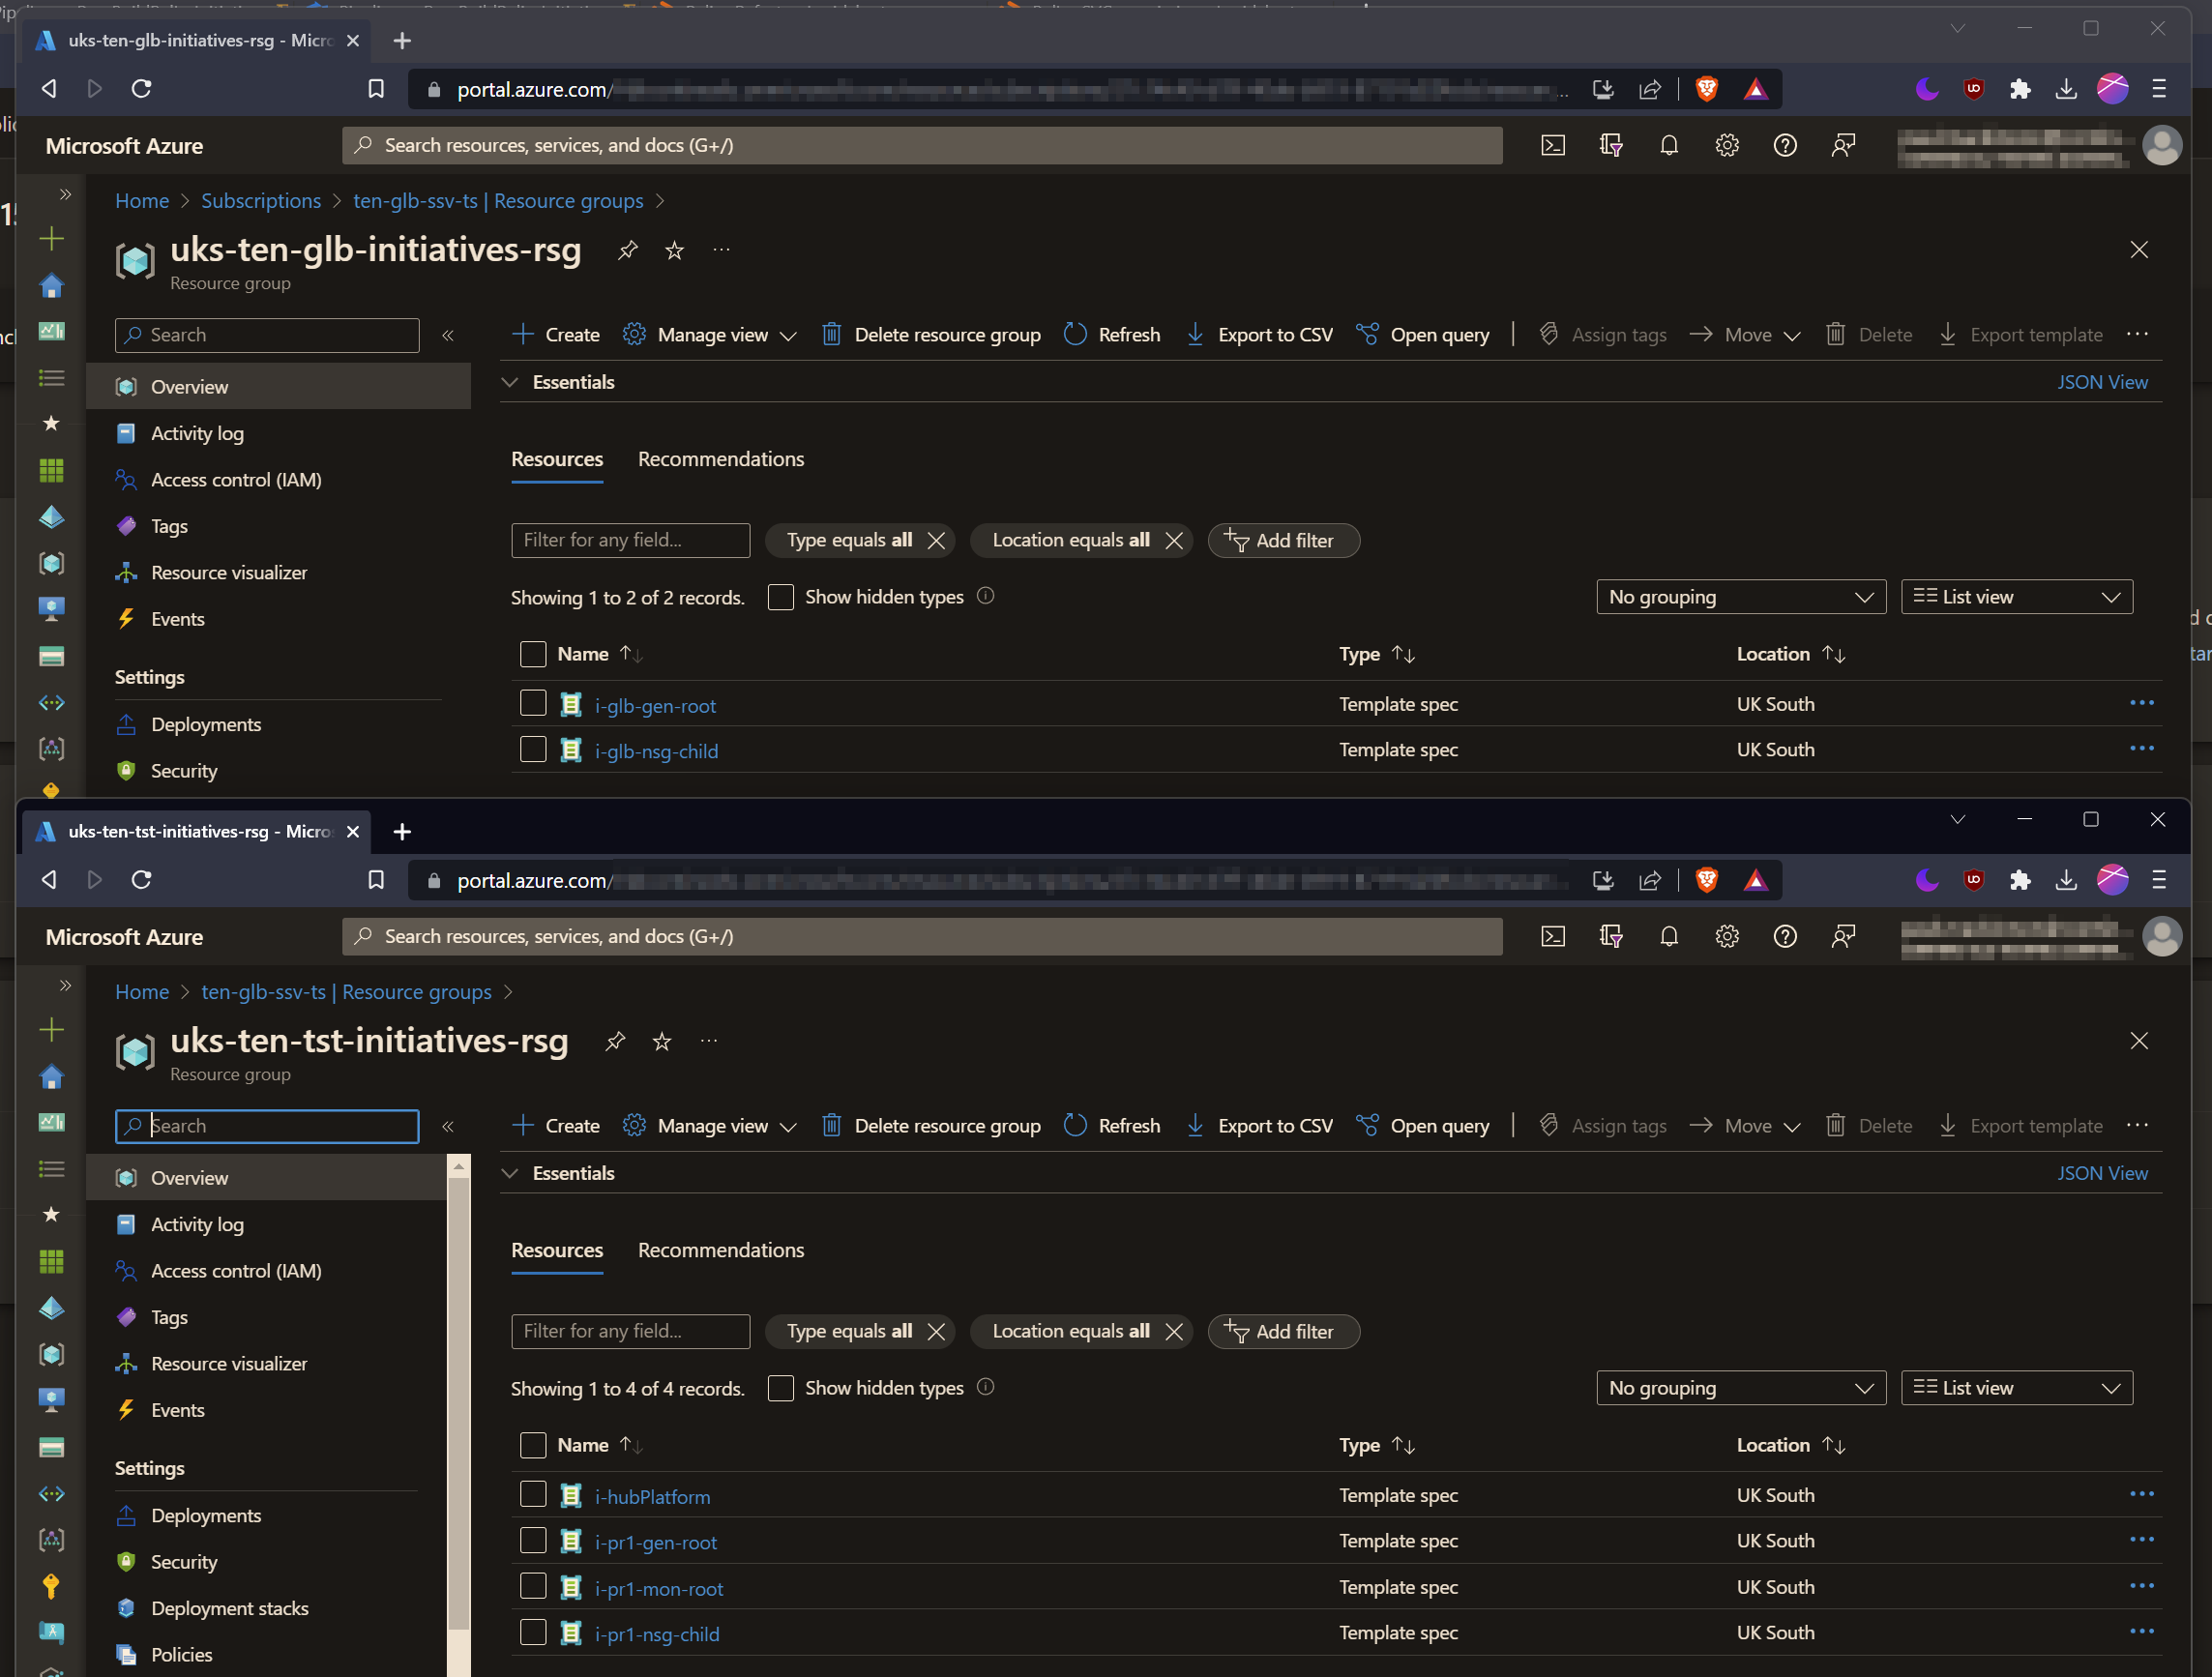 uks-ten-glb-initiatives-rsg - Micro
portal.azure.com/
Microsoft Azure
Search resources, services, and docs (G+/)
Home > Subscriptions > ten-glb-ssv-ts | Resource groups >
uks-ten-glb-initiatives-rsg
Resource group
Search
Create Manage view Delete resource group Refresh Export to CSV Open query Assign tags Move Delete Export template
Overview
Essentials
JSON View
Activity log
Access control (IAM)
Tags
Resource visualizer
Events
Settings
Deployments
Security
Resources Recommendations
Filter for any field... Type equals all Location equals all Add filter
Showing 1 to 2 of 2 records. Show hidden types No grouping List view
Name Type Location
i-glb-gen-root Template spec UK South
i-glb-nsg-child Template spec UK South
uks-ten-tst-initiatives-rsg - Micro
portal.azure.com/
Microsoft Azure
Search resources, services, and docs (G+/)
Home > ten-glb-ssv-ts | Resource groups >
uks-ten-tst-initiatives-rsg
Resource group
Search
Create Manage view Delete resource group Refresh Export to CSV Open query Assign tags Move Delete Export template
Overview
Essentials
JSON View
Activity log
Access control (IAM)
Tags
Resource visualizer
Events
Settings
Deployments
Security
Deployment stacks
Policies
Resources Recommendations
Filter for any field... Type equals all Location equals all Add filter
Showing 1 to 4 of 4 records. Show hidden types No grouping List view
Name Type Location
i-hubPlatform Template spec UK South
i-pr1-gen-root Template spec UK South
i-pr1-mon-root Template spec UK South
i-pr1-nsg-child Template spec UK South